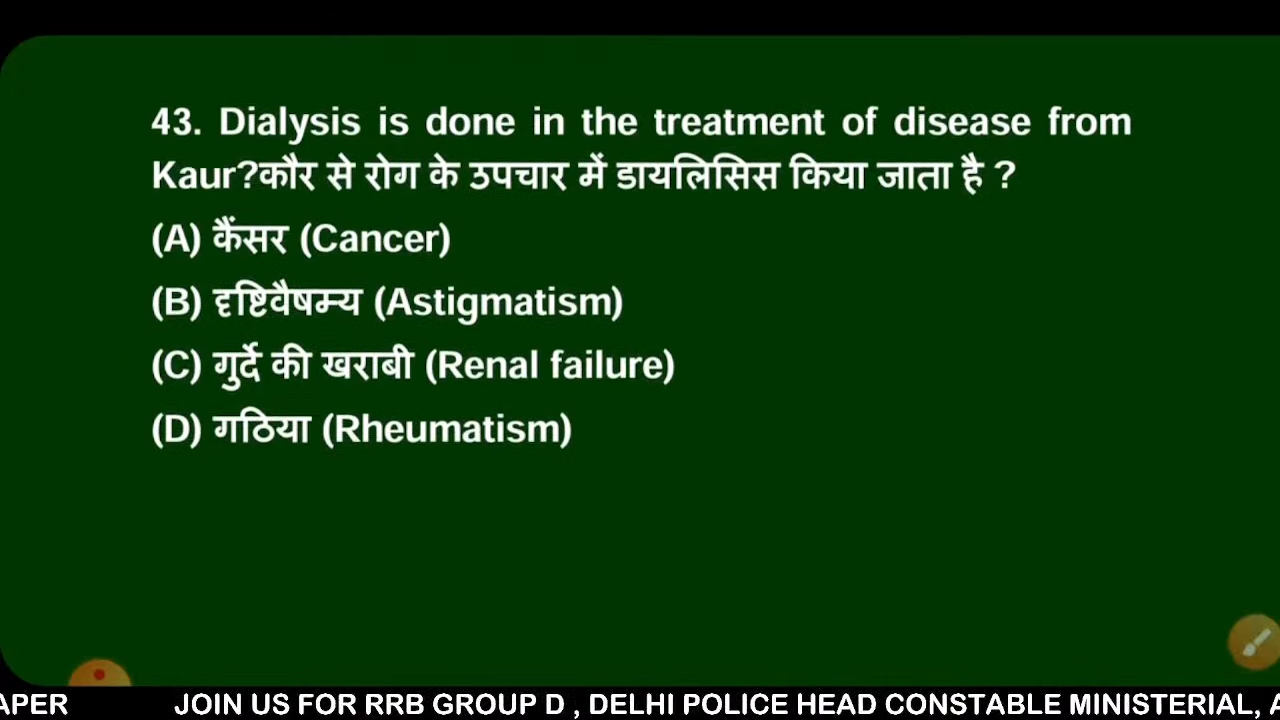 43. Dialysis is done in the treatment of disease from
Kaur?कौर से रोग के उपचार में डायलिसिस किया जाता है ?
(A) कैंसर (Cancer)
(B) दृष्टिवैषम्य (Astigmatism)
(C) गुर्दे की खराबी (Renal failure)
(D) गठिया (Rheumatism)
APER JOIN US FOR RRB GROUP D , DELHI POLICE HEAD CONSTABLE MINISTERIAL, A